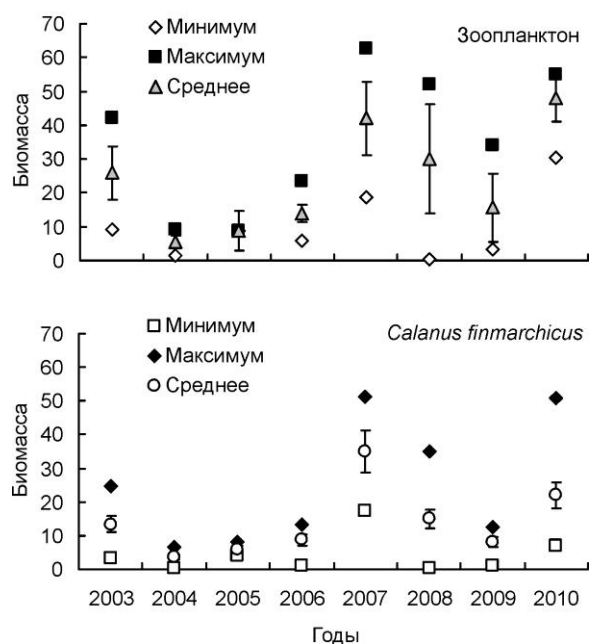 70
60
50
40
30
20
10
0
Биомасса
Минимум
Максимум
Среднее
Зоопланктон
70
60
50
40
30
20
10
0
Биомасса
Минимум
Максимум
Среднее
Calanus finmarchicus
2003 2004 2005 2006 2007 2008 2009 2010
Годы